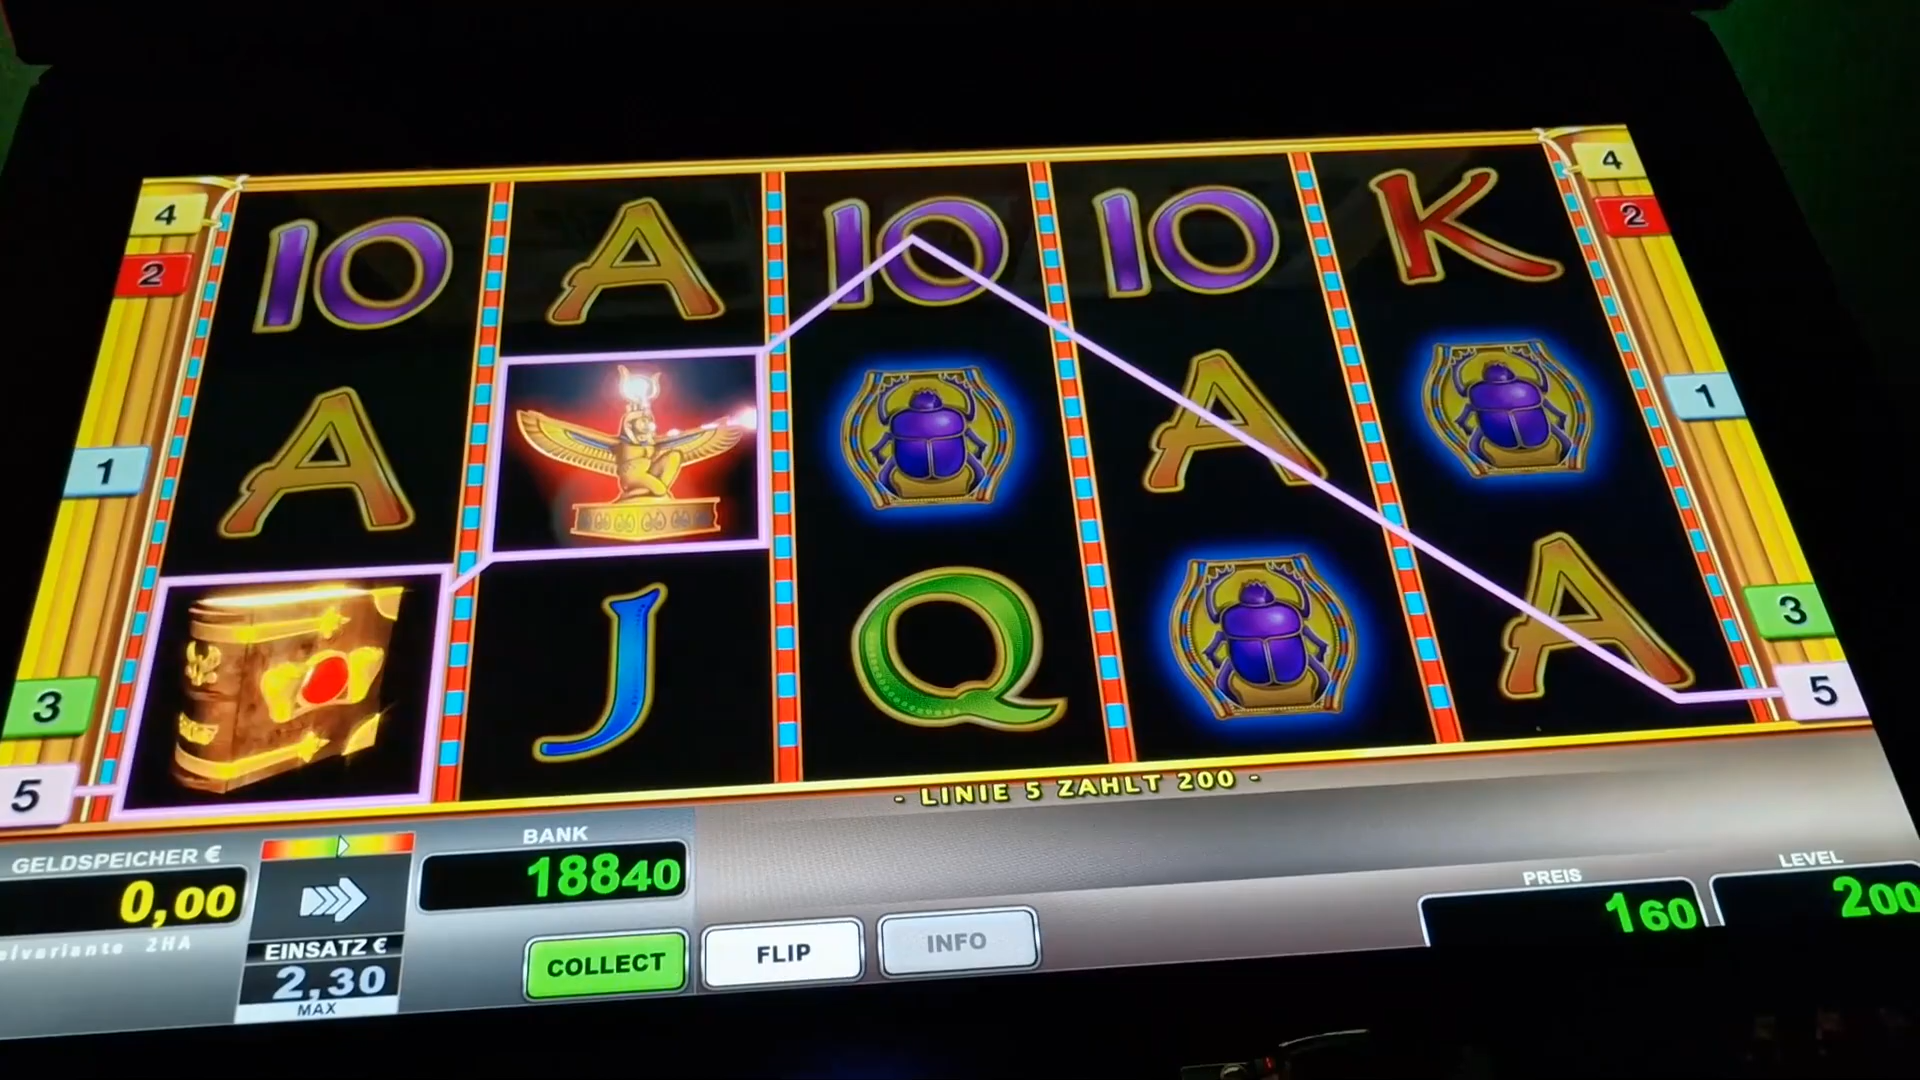 4 4
2 2
10 A 10 10 K
1 A A 1
3 J Q A 3
5 5
- LINIE 5 ZAHLT 200 -
GELDSPEICHER € BANK PREIS LEVEL
0,00 18840 160 200
2HA
EINSATZ €
2,30
MAX
COLLECT FLIP INFO